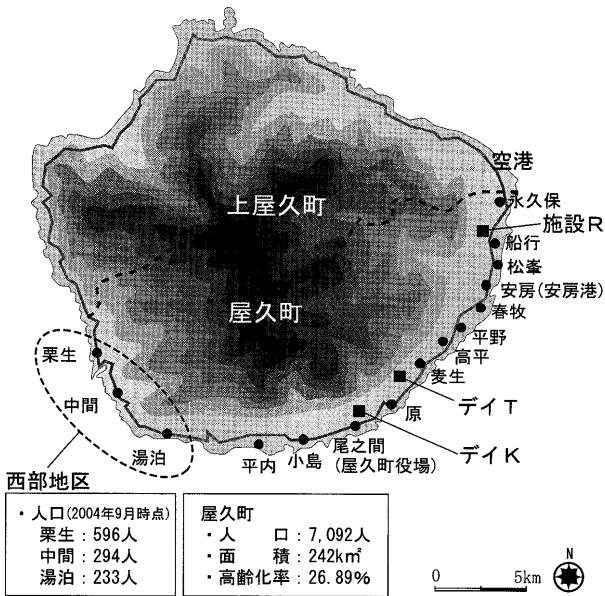 空港
永久保
上屋久町
施設R
船行
松峯
安房(安房港)
屋久町
春牧
平野
高平
栗生
麦生
デイT
中間
原
デイK
湯泊
平内
小島
尾之間
(屋久町役場)
西部地区
・人口(2004年9月時点)
栗生：596人
中間：294人
湯泊：233人
屋久町
・人　　口：7,092人
・面　　積：242km²
・高齢化率：26.89%
0 5km
N